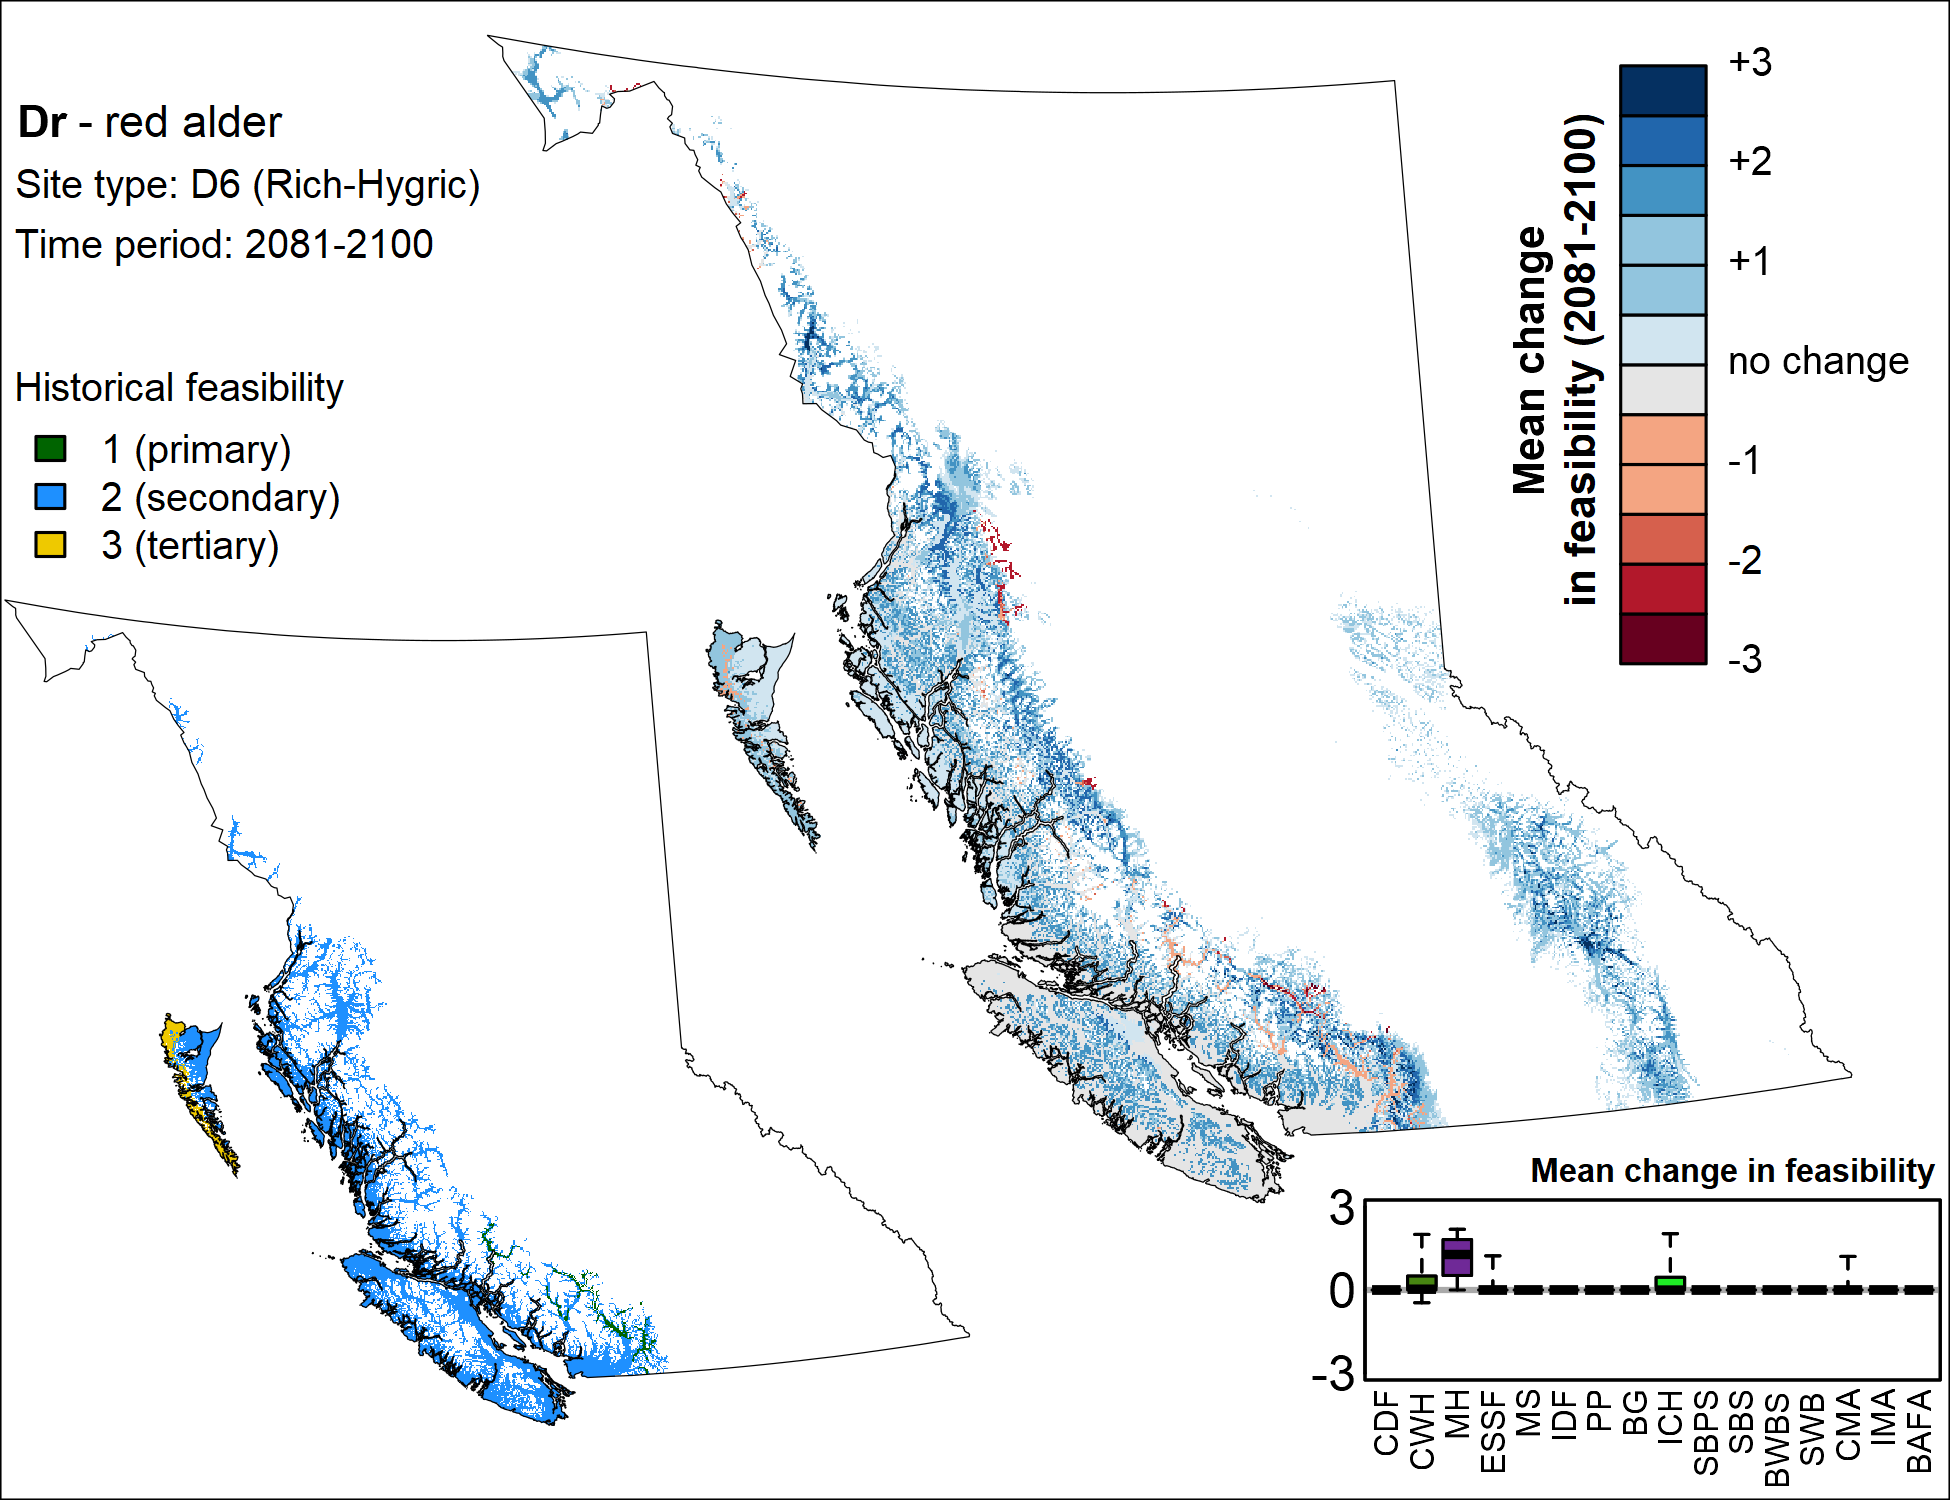 Dr - red alder
Site type: D6 (Rich-Hygric)
Time period: 2081-2100
Historical feasibility
1 (primary)
2 (secondary)
3 (tertiary)
Mean change
in feasibility (2081-2100)
+3
+2
+1
no change
-1
-2
-3
Mean change in feasibility
3
0
-3
CDF
CWH
MH
ESSF
MS
IDF
PP
BG
ICH
SBPS
SBS
BWBS
SWB
CMA
IMA
BAFA